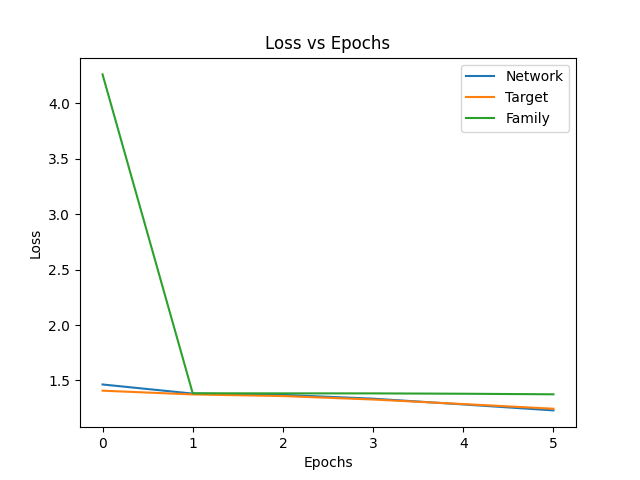 Loss vs Epochs
Network
Target
Family
4.0
3.5
3.0
2.5
2.0
1.5
Loss
0 1 2 3 4 5
Epochs